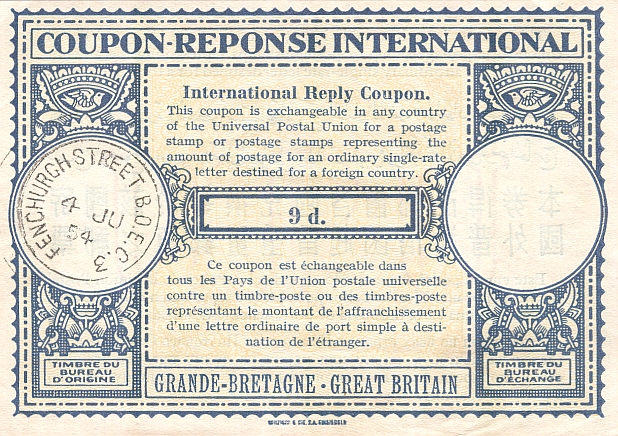 COUPON-REPONSE INTERNATIONAL
International Reply Coupon.
This coupon is exchangeable in any country
of the Universal Postal Union for a postage
stamp or postage stamps representing the
amount of postage for an ordinary single-rate
letter destined for a foreign country.
FENCHURCH STREET B.O.E.C.3
4 JU
54
9 d.
Ce coupon est échangeable dans
tous les Pays de l'Union postale universelle
contre un timbre-poste ou des timbres-poste
représentant le montant de l'affranchissement
d'une lettre ordinaire de port simple à desti-
nation de l'étranger.
TIMBRE DU
BUREAU
D'ORIGINE
TIMBRE DU
BUREAU
D'ÉCHANGE
GRANDE-BRETAGNE - GREAT BRITAIN